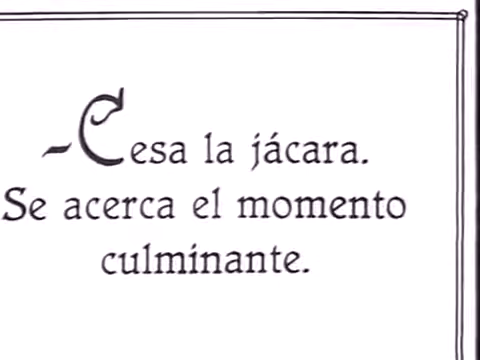 -Cesa la jácara.
Se acerca el momento
culminante.